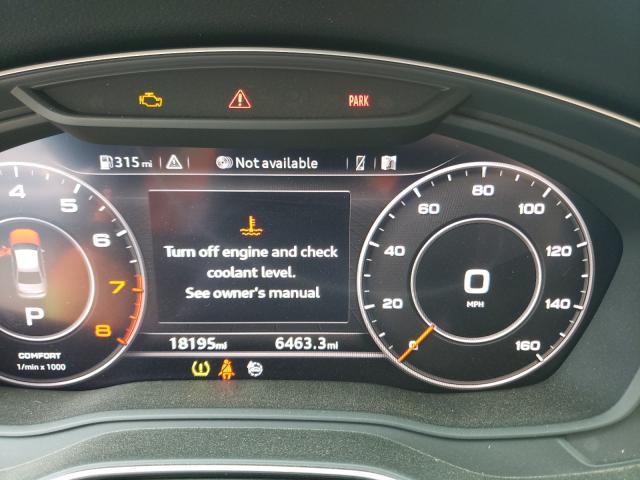 PARK
315 mi
Not available
4
5
6
7
8
P
COMFORT
1/min x 1000
Turn off engine and check
coolant level.
See owner's manual
18195mi
6463.3mi
0
20
40
60
80
100
120
140
160
0
MPH